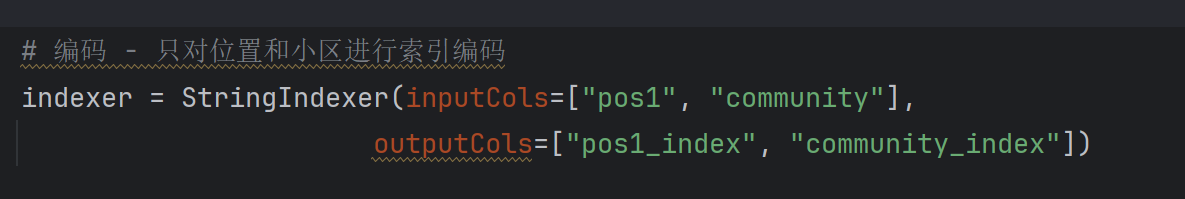 # 编码 - 只对位置和小区进行索引编码
indexer = StringIndexer(inputCols=["pos1", "community"],
outputCols=["pos1_index", "community_index"])